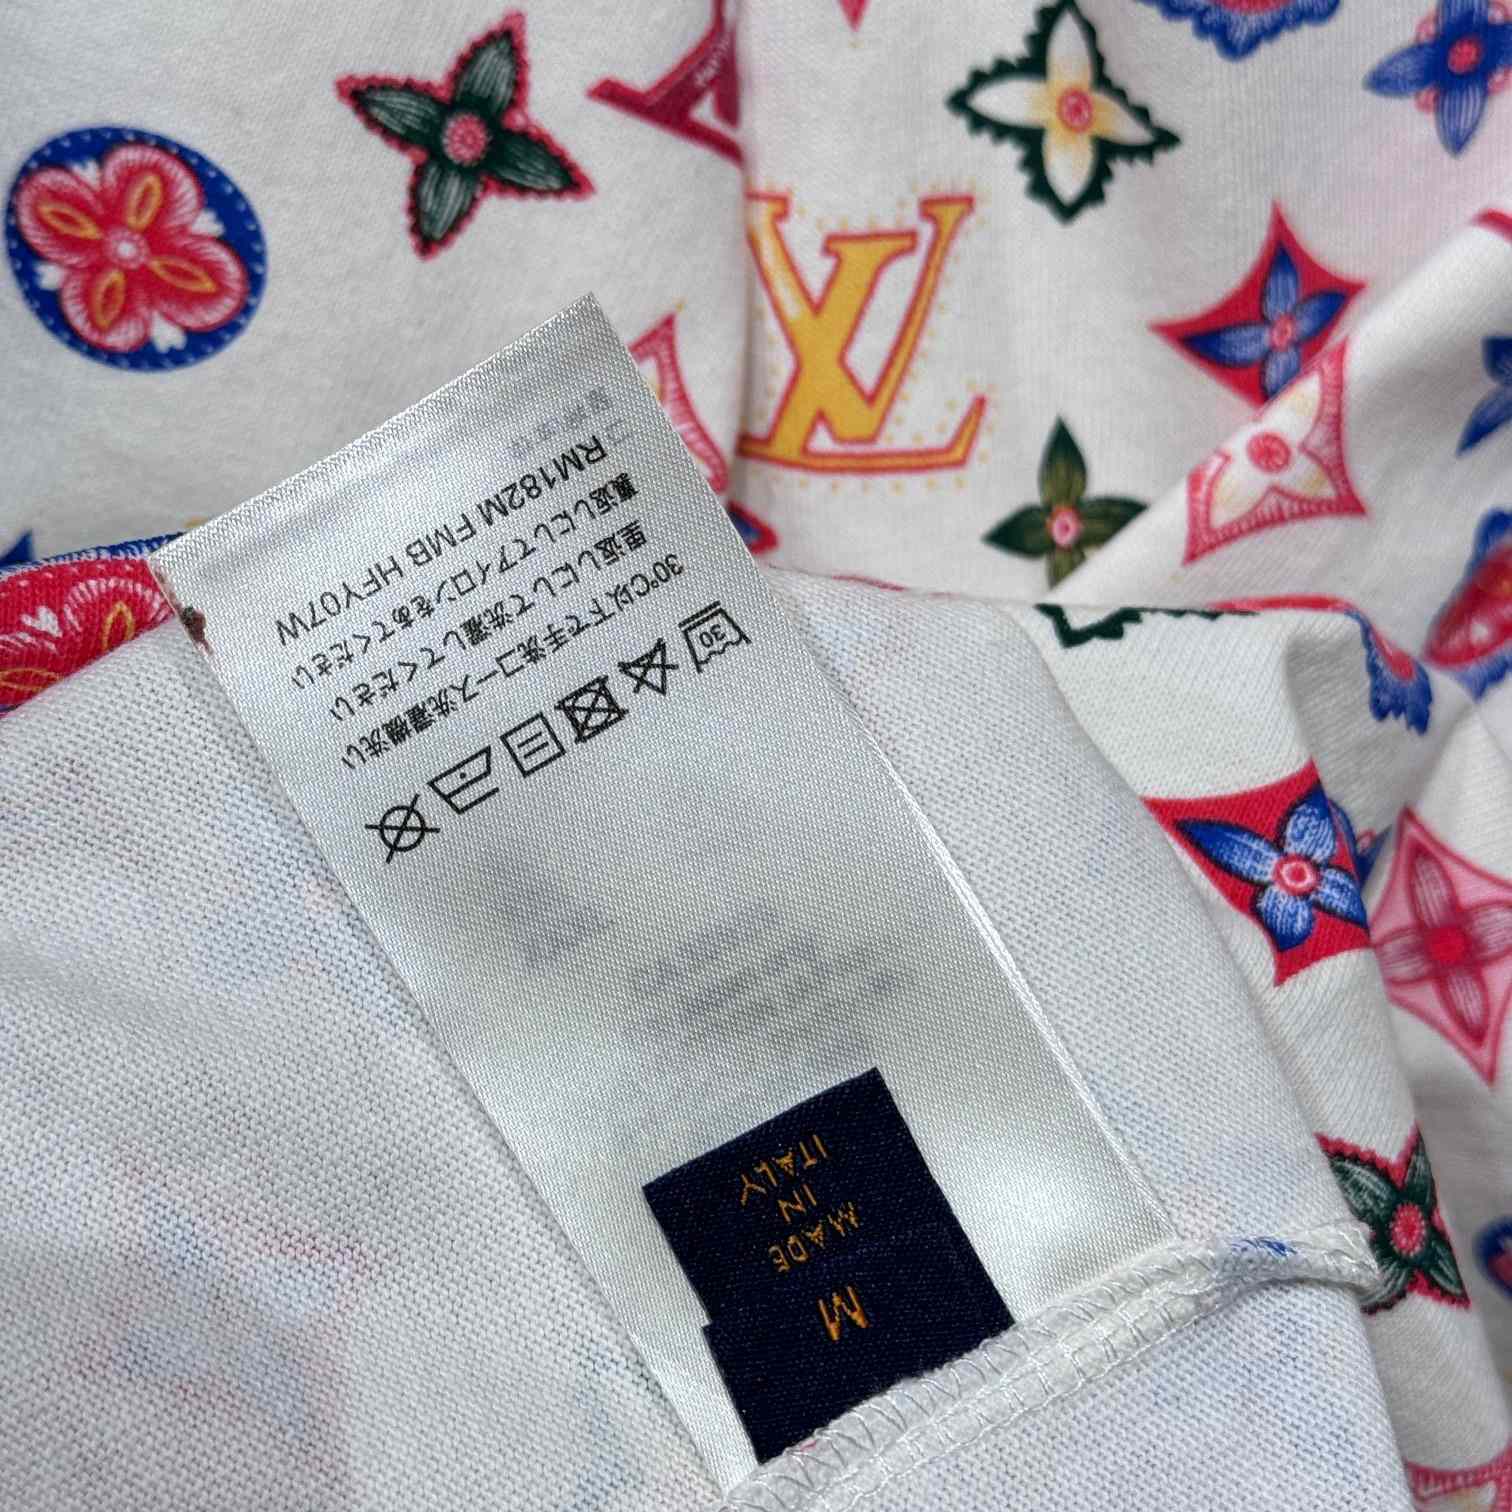 30℃以下で手洗コース洗濯機洗い
裏返しにして洗濯してください
裏返しにしてアイロンをあててください
RM182M FMB HFY07W
30
M
MADE
IN
ITALY
LV